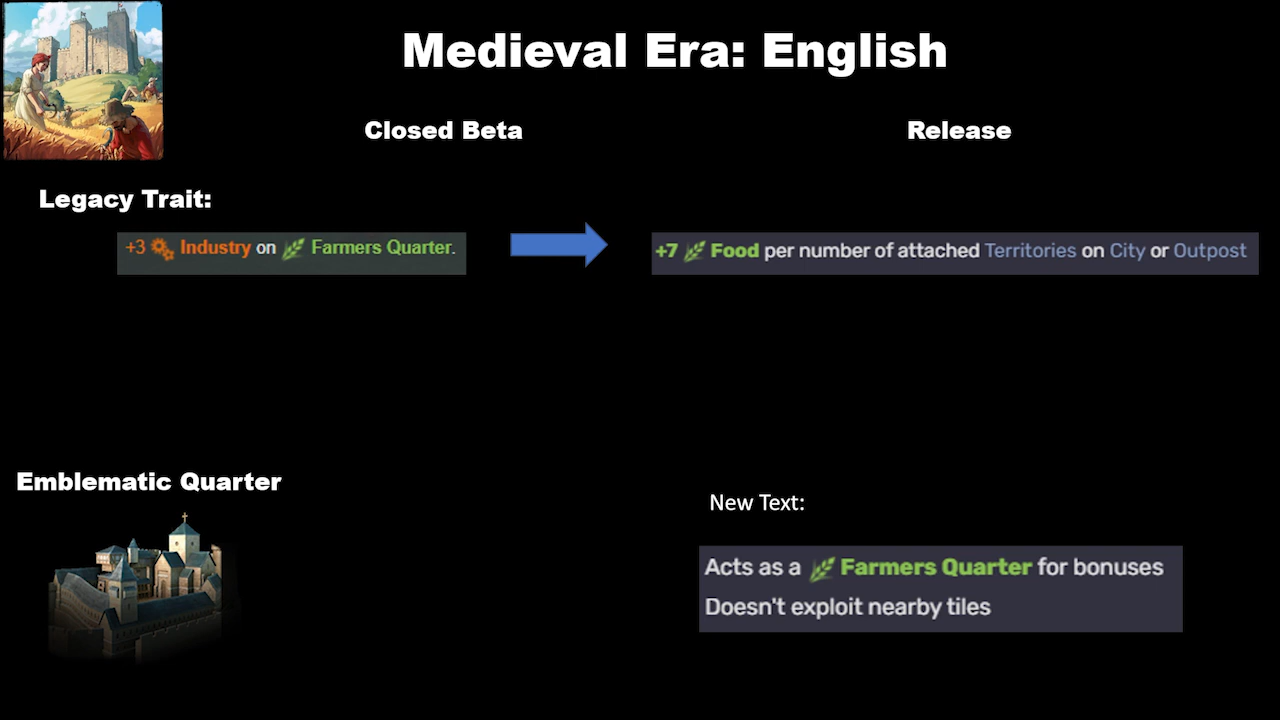 Medieval Era: English
Closed Beta
Release
Legacy Trait:
+3 Industry on Farmers Quarter.
+7 Food per number of attached Territories on City or Outpost
Emblematic Quarter
New Text:
Acts as a Farmers Quarter for bonuses
Doesn't exploit nearby tiles